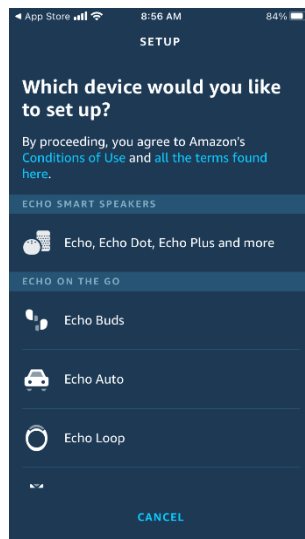 App Store 8:56 AM 84%
SETUP
Which device would you like
to set up?
By proceeding, you agree to Amazon's
Conditions of Use and all the terms found
here.
ECHO SMART SPEAKERS
Echo, Echo Dot, Echo Plus and more
ECHO ON THE GO
Echo Buds
Echo Auto
Echo Loop
CANCEL